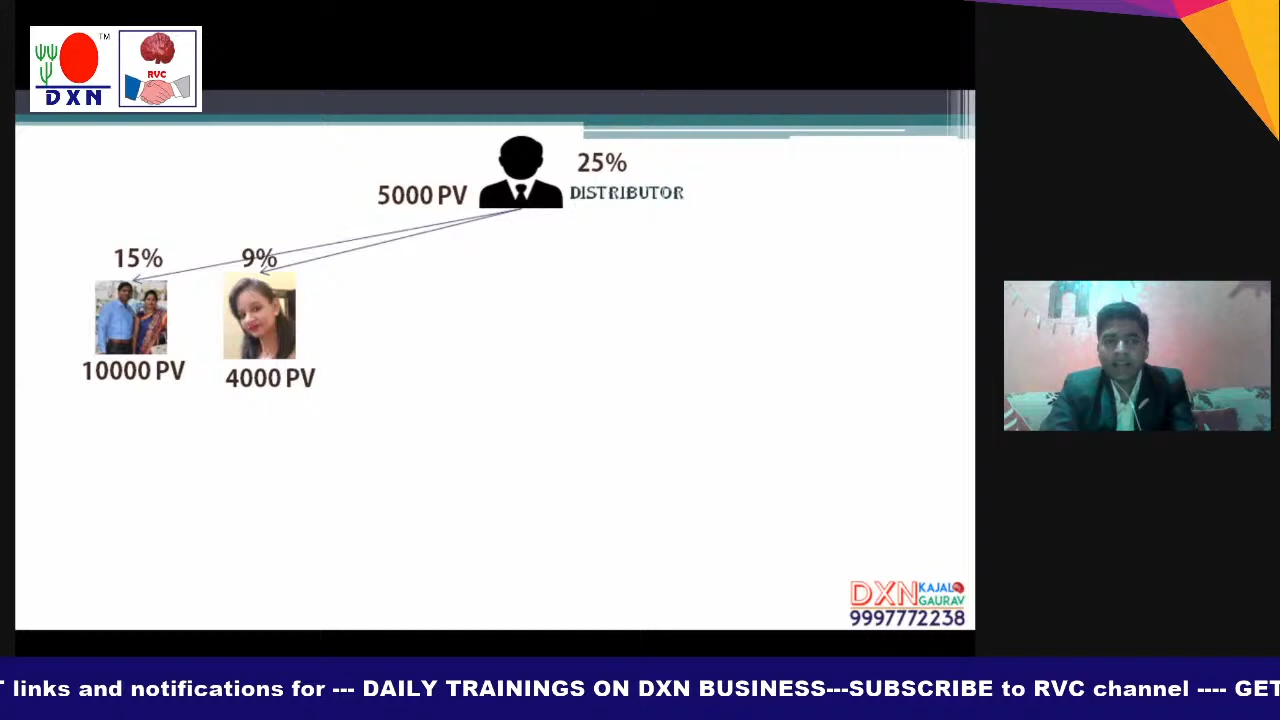 TM
DXN
RVC
25%
5000 PV
DISTRIBUTOR
15%
9%
10000 PV
4000 PV
DXN KAJAL
GAURAV
9997772238
T links and notifications for --- DAILY TRAININGS ON DXN BUSINESS---SUBSCRIBE to RVC channel ---- GET